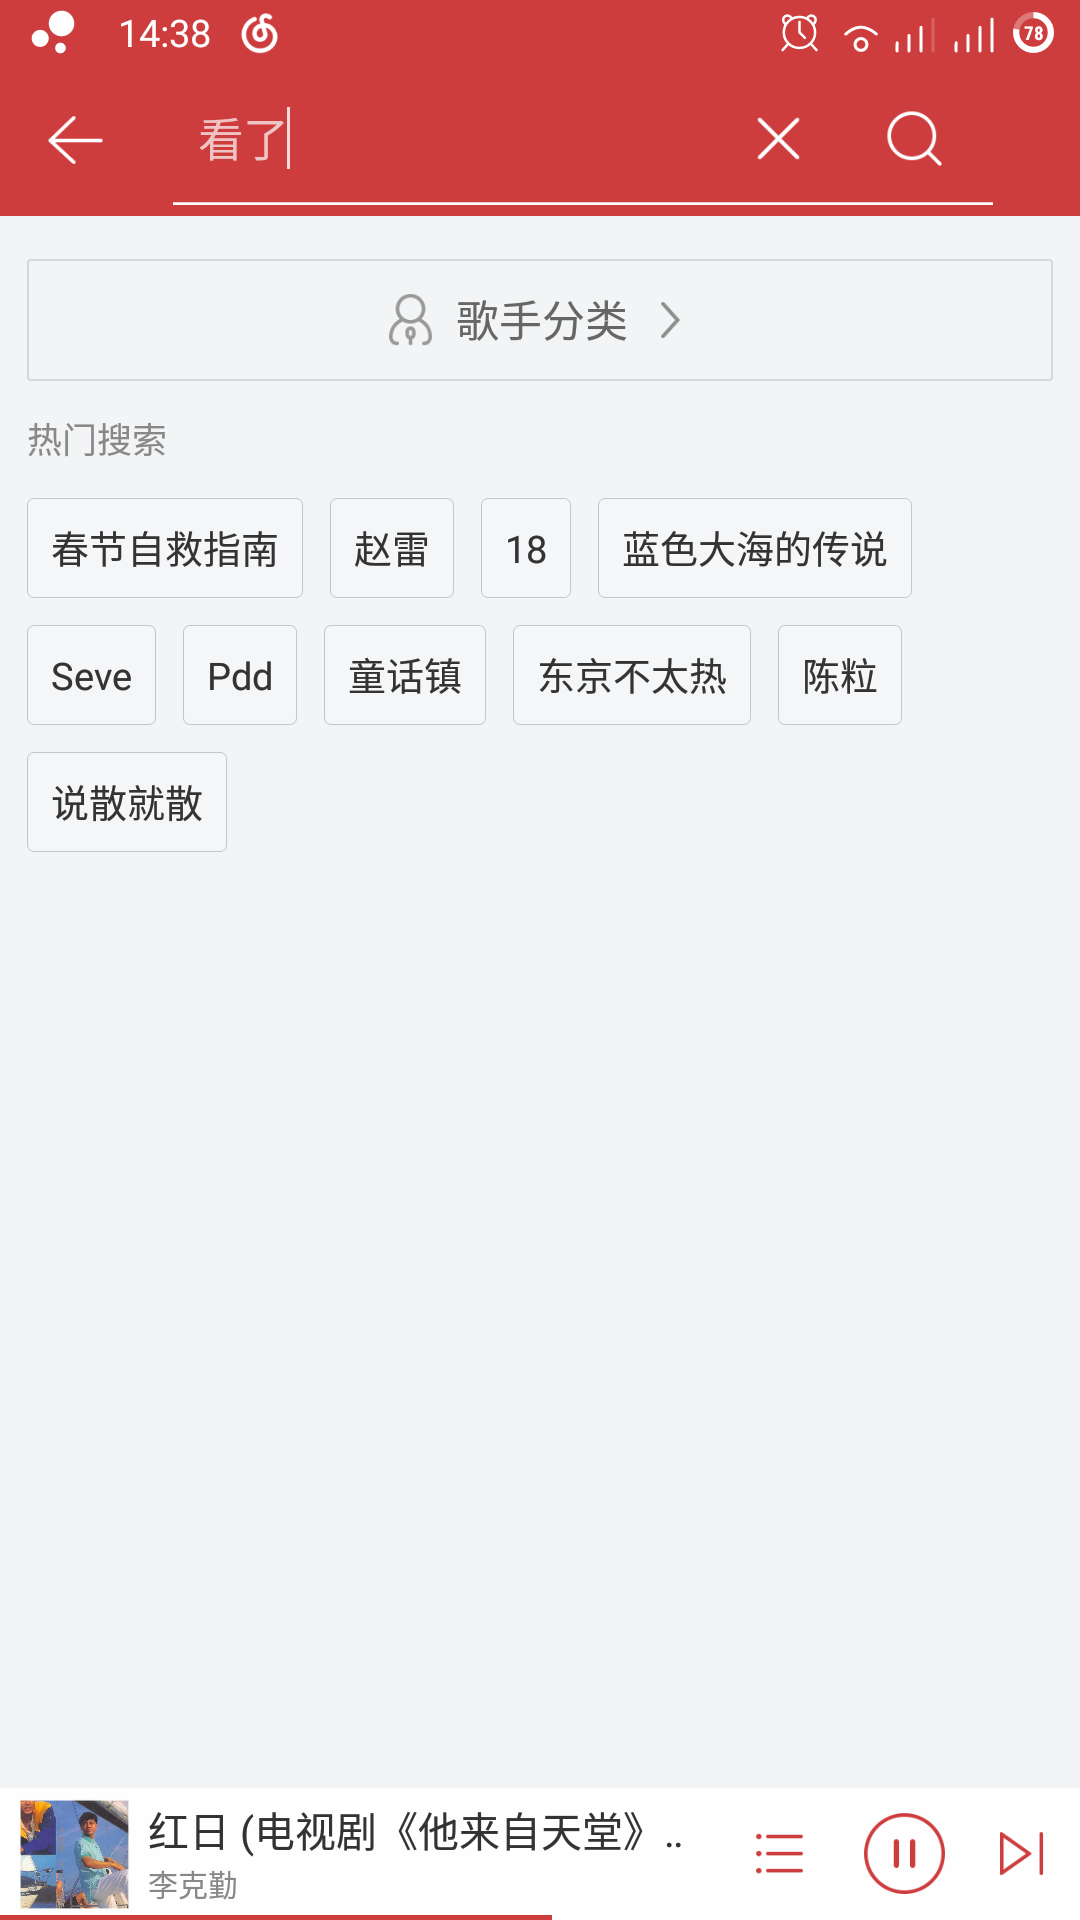 14:38
78
看了
歌手分类
热门搜索
春节自救指南 赵雷 18 蓝色大海的传说
Seve Pdd 童话镇 东京不太热 陈粒
说散就散
红日 (电视剧《他来自天堂》..
李克勤